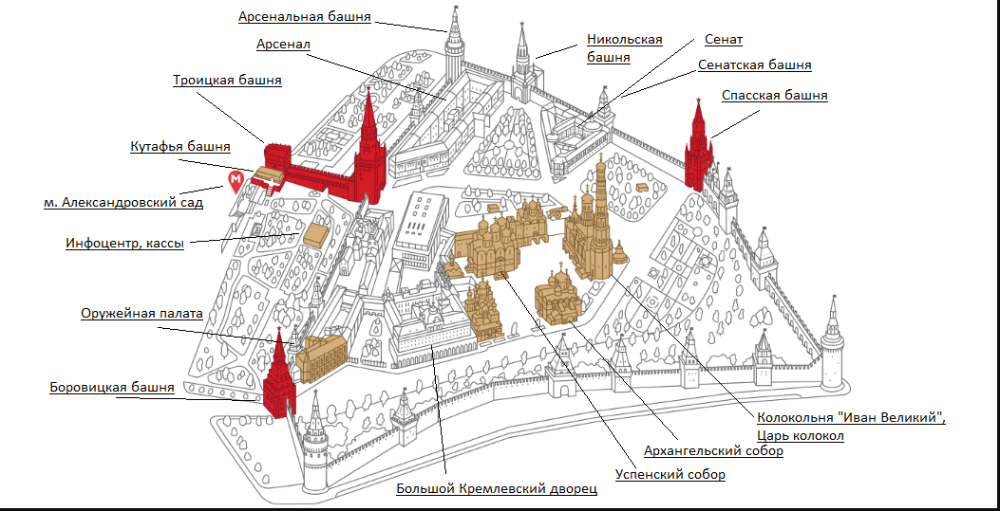 Арсенальная башня
Арсенал
Никольская
башня
Сенат
Сенатская башня
Троицкая башня
Спасская башня
Кутафья башня
М
м. Александровский сад
Инфоцентр, кассы
Оружейная палата
Боровицкая башня
Колокольня "Иван Великий",
Царь колокол
Архангельский собор
Успенский собор
Большой Кремлевский дворец